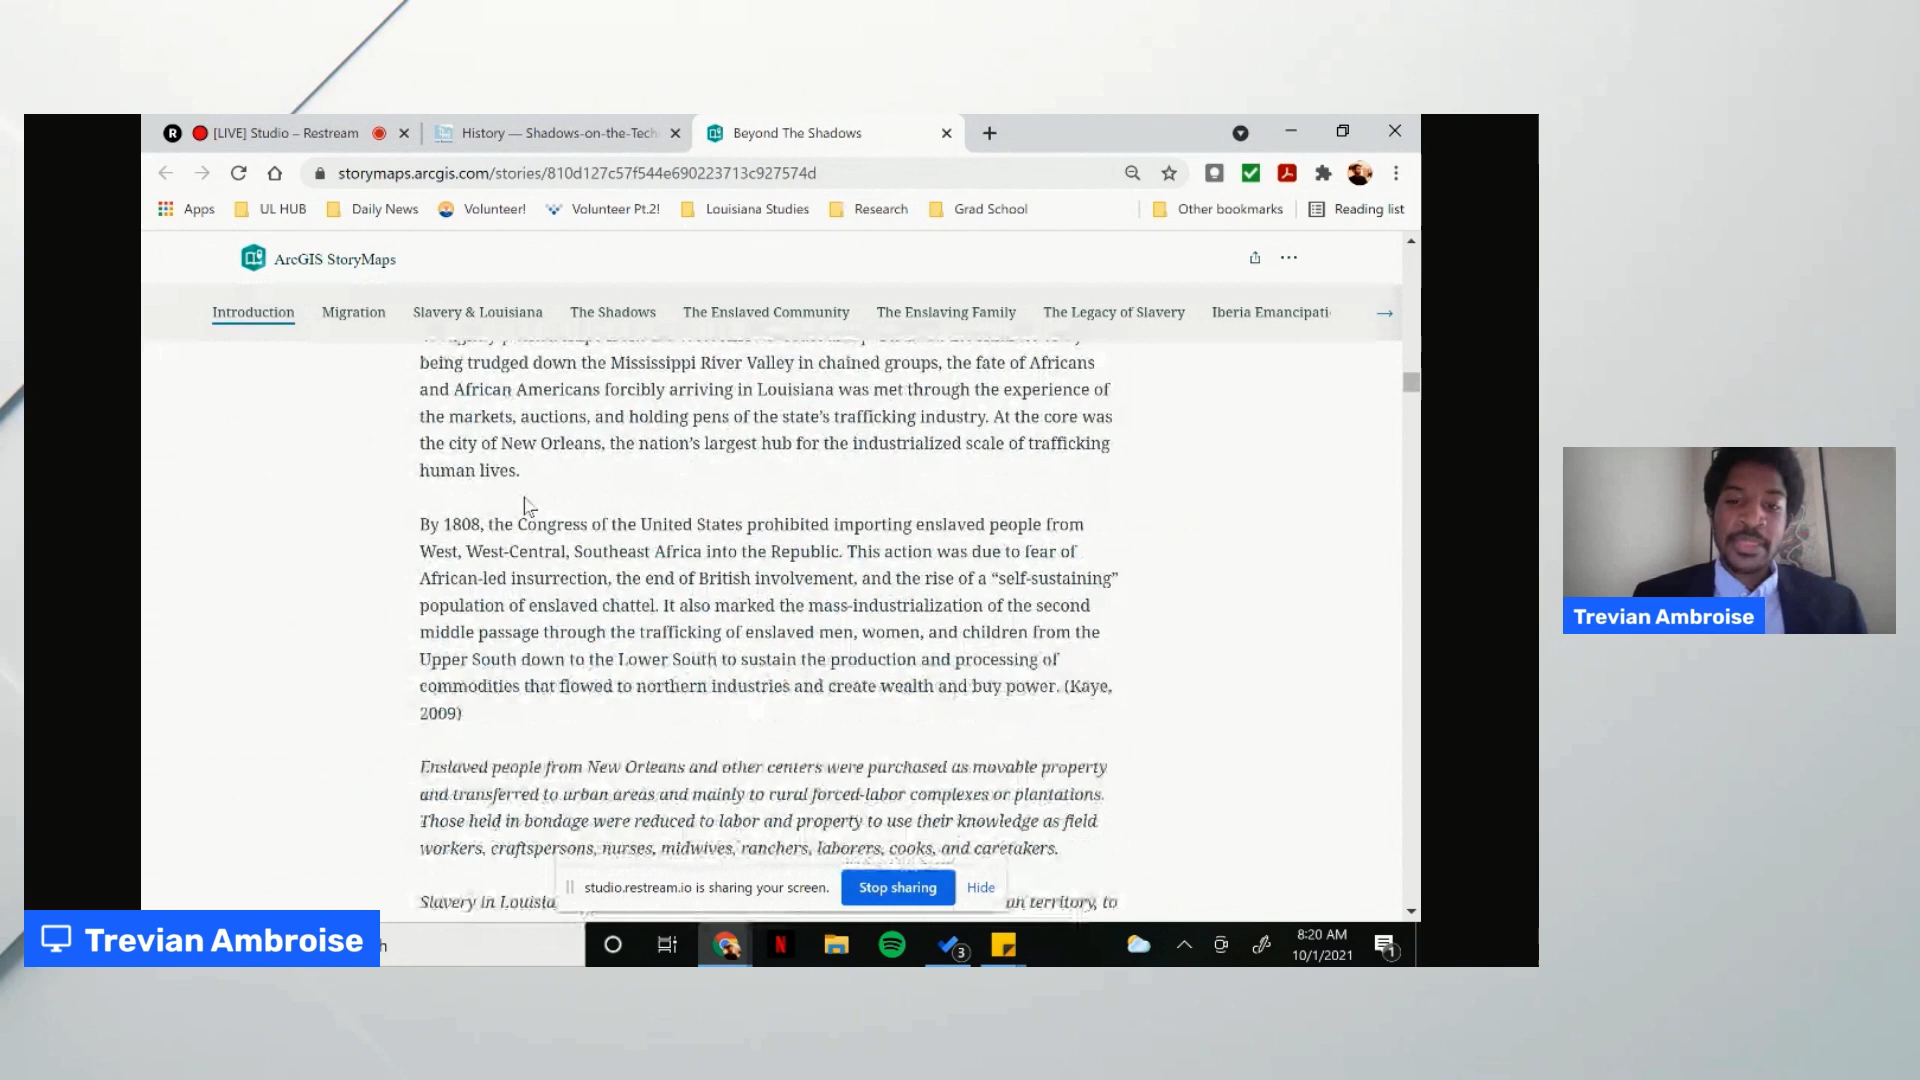 [LIVE] Studio – Restream
History — Shadows-on-the-Tech
Beyond The Shadows
storymaps.arcgis.com/stories/810d127c57f544e690223713c927574d
Apps
UL HUB
Daily News
Volunteer!
Volunteer Pt.2!
Louisiana Studies
Research
Grad School
Other bookmarks
Reading list
ArcGIS StoryMaps
Introduction
Migration
Slavery & Louisiana
The Shadows
The Enslaved Community
The Enslaving Family
The Legacy of Slavery
Iberia Emancipati
being trudged down the Mississippi River Valley in chained groups, the fate of Africans
and African Americans forcibly arriving in Louisiana was met through the experience of
the markets, auctions, and holding pens of the state's trafficking industry. At the core was
the city of New Orleans, the nation's largest hub for the industrialized scale of trafficking
human lives.
By 1808, the Congress of the United States prohibited importing enslaved people from
West, West-Central, Southeast Africa into the Republic. This action was due to fear of
African-led insurrection, the end of British involvement, and the rise of a “self-sustaining”
population of enslaved chattel. It also marked the mass-industrialization of the second
middle passage through the trafficking of enslaved men, women, and children from the
Upper South down to the Lower South to sustain the production and processing of
commodities that flowed to northern industries and create wealth and buy power. (Kaye,
2009)
Enslaved people from New Orleans and other centers were purchased as movable property
and transferred to urban areas and mainly to rural forced-labor complexes or plantations.
Those held in bondage were reduced to labor and property to use their knowledge as field
workers, craftspersons, nurses, midwives, ranchers, laborers, cooks, and caretakers.
studio.restream.io is sharing your screen.
Stop sharing
Hide
Slavery in Louisia
an territory, to
Trevian Ambroise
h
N
3
8:20 AM
10/1/2021
1
Trevian Ambroise